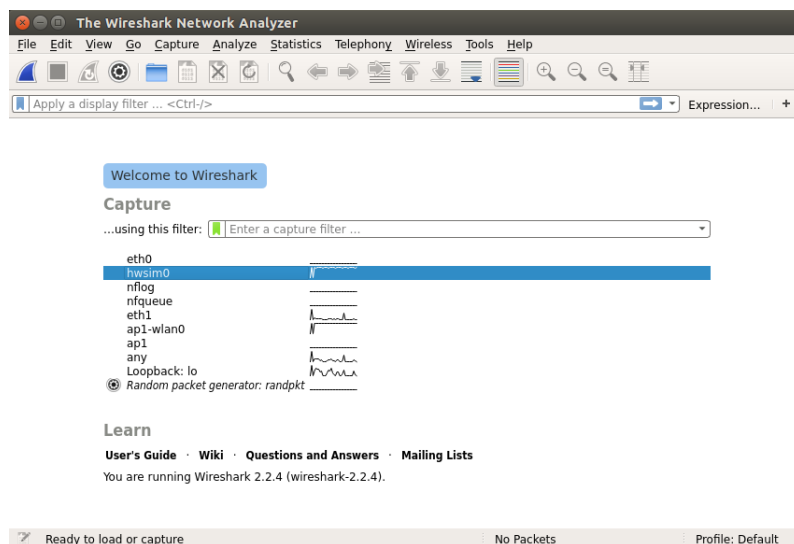 The Wireshark Network Analyzer
File Edit View Go Capture Analyze Statistics Telephony Wireless Tools Help
Apply a display filter ... <Ctrl-/> Expression... +
Welcome to Wireshark
Capture
...using this filter: Enter a capture filter ...
eth0
hwsim0
nflog
nfqueue
eth1
ap1-wlan0
ap1
any
Loopback: lo
Random packet generator: randpkt
Learn
User's Guide · Wiki · Questions and Answers · Mailing Lists
You are running Wireshark 2.2.4 (wireshark-2.2.4).
Ready to load or capture No Packets Profile: Default